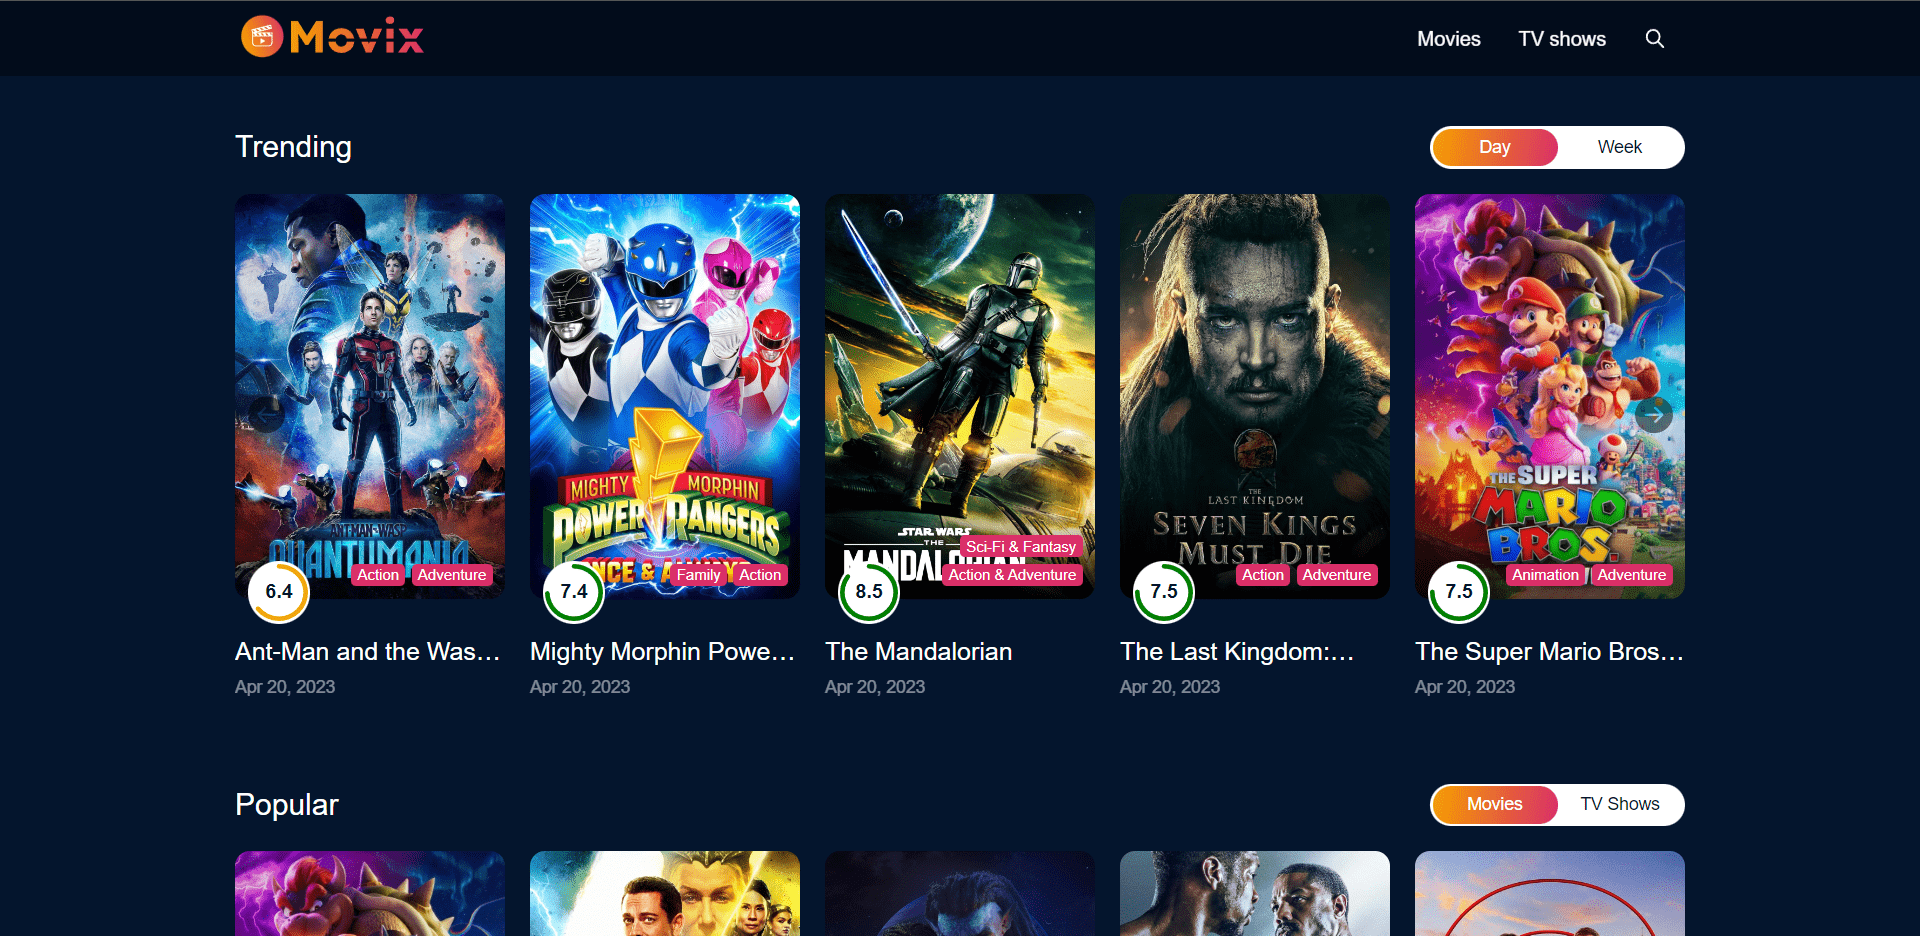 Movix
Movies
TV shows
Trending
Day
Week
ANT-MAN AND THE WASP
QUANTUMANIA
6.4
Action
Adventure
Ant-Man and the Was...
Apr 20, 2023
MIGHTY MORPHIN
POWER RANGERS
ONCE & ALWAYS
7.4
Family
Action
Mighty Morphin Powe...
Apr 20, 2023
STAR WARS
THE
MANDALORIAN
8.5
Sci-Fi & Fantasy
Action & Adventure
The Mandalorian
Apr 20, 2023
THE
LAST KINGDOM
SEVEN KINGS
MUST DIE
7.5
Action
Adventure
The Last Kingdom:...
Apr 20, 2023
THE SUPER
MARIO
BROS.
7.5
Animation
Adventure
The Super Mario Bros...
Apr 20, 2023
Popular
Movies
TV Shows